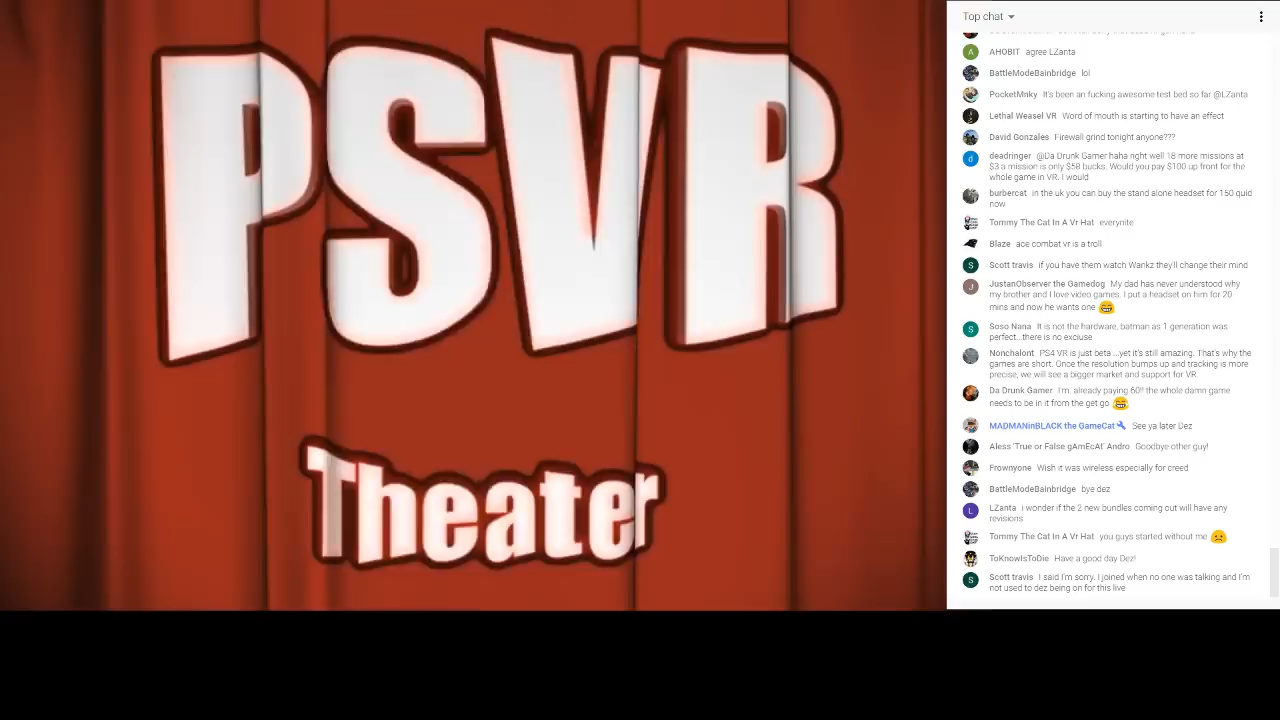 PSVR
Theater
Top chat
AHOBIT agree LZanta
BattleModeBainbridge lol
PocketMnky It's been an fucking awesome test bed so far @LZanta
Lethal Weasel VR Word of mouth is starting to have an effect
David Gonzales Firewall grind tonight anyone???
deadringer @Da Drunk Gamer haha right well 18 more missions at
$3 a mission is only $58 bucks. Would you pay $100 up front for the
whole game in VR. I would
burbercat in the uk you can buy the stand alone headset for 150 quid
now
Tommy The Cat In A Vr Hat everynite
Blaze ace combat vr is a troll
Scott travis if you have them watch Wankz they'll change their mind
JustanObserver the Gamedog My dad has never understood why
my brother and I love video games. I put a headset on him for 20
mins and now he wants one
Soso Nana It is not the hardware, batman as 1 generation was
perfect...there is no exciuse
Nonchalont PS4 VR is just beta ...yet it's still amazing. That's why the
games are short. Once the resolution bumps up and tracking is more
precise, we will see a bigger market and support for VR.
Da Drunk Gamer I'm. already paying 60!! the whole damn game
needs to be in it from the get go
MADMANinBLACK the GameCat See ya later Dez
Aless 'True or False gAmEcAt' Andro Goodbye other guy!
Frownyone Wish it was wireless especially for creed
BattleModeBainbridge bye dez
LZanta i wonder if the 2 new bundles coming out will have any
revisions
Tommy The Cat In A Vr Hat you guys started without me
ToKnowIsToDie Have a good day Dez!
Scott travis I said I'm sorry. I joined when no one was talking and I'm
not used to dez being on for this live